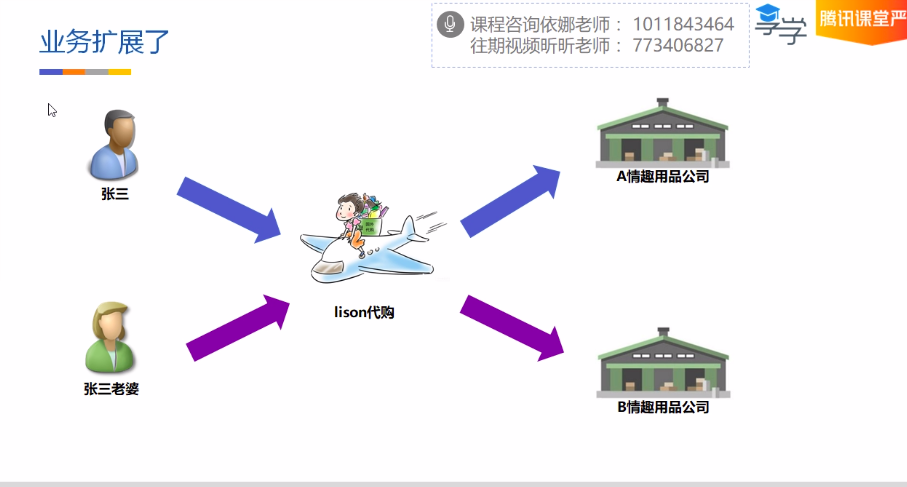 业务扩展了
课程咨询依娜老师： 1011843464
往期视频昕昕老师： 773406827
学
腾讯课堂严
张三
A情趣用品公司
lison代购
张三老婆
B情趣用品公司